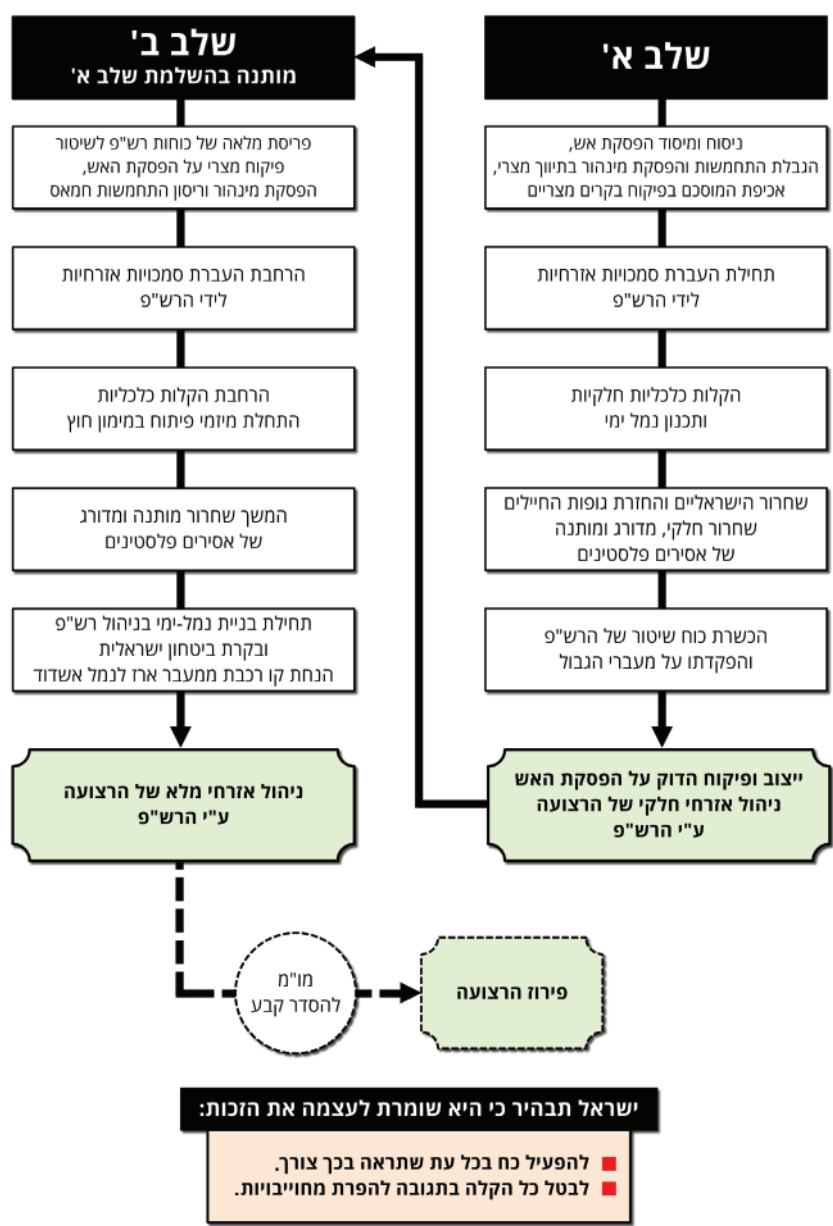 שלב א'
ניסוח ומיסוד הפסקת אש,
הגבלת התחמשות והפסקת מינהור בתיווך מצרי,
אכיפת המוסכם בפיקוח בקרים מצריים
תחילת העברת סמכויות אזרחיות
לידי הרש"פ
הקלות כלכליות חלקיות
ותכנון נמל ימי
שחרור הישראליים והחזרת גופות החיילים
שחרור חלקי, מדורג ומותנה
של אסירים פלסטינים
הכשרת כוח שיטור של הרש"פ
והפקדתו על מעברי הגבול
ייצוב ופיקוח הדוק על הפסקת האש
ניהול אזרחי חלקי של הרצועה
ע"י הרש"פ
שלב ב'
מותנה בהשלמת שלב א'
פריסת מלאה של כוחות רש"פ לשיטור
פיקוח מצרי על הפסקת האש,
הפסקת מינהור וריסון התחמשות חמאס
הרחבת העברת סמכויות אזרחיות
לידי הרש"פ
הרחבת הקלות כלכליות
התחלת מיזמי פיתוח במימון חוץ
המשך שחרור מותנה ומדורג
של אסירים פלסטינים
תחילת בניית נמל-ימי בניהול רש"פ
ובקרת ביטחון ישראלית
הנחת קו רכבת ממעבר ארז לנמל אשדוד
ניהול אזרחי מלא של הרצועה
ע"י הרש"פ
מו"מ
להסדר קבע
פירוז הרצועה
ישראל תבהיר כי היא שומרת לעצמה את הזכות:
■ להפעיל כח בכל עת שתראה בכך צורך.
■ לבטל כל הקלה בתגובה להפרת מחוייבויות.